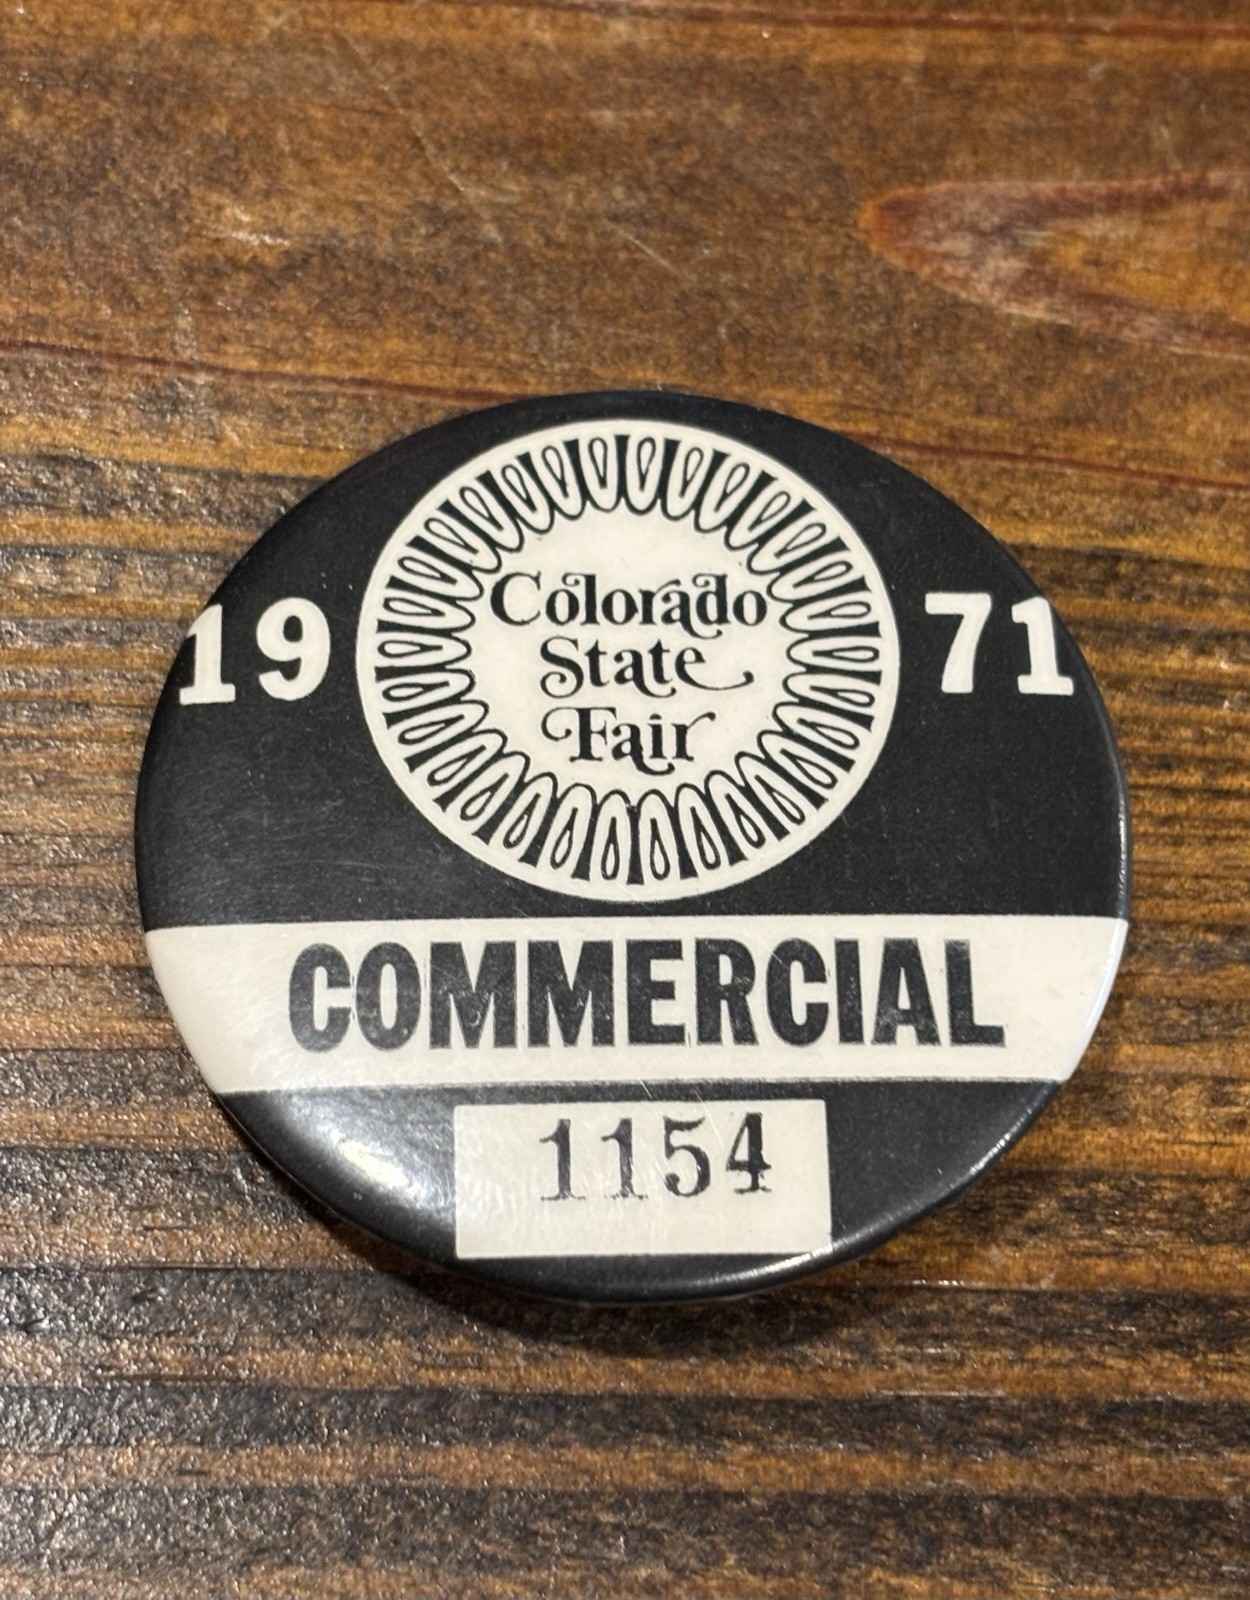 Colorado
State
Fair
19 71
COMMERCIAL
1154